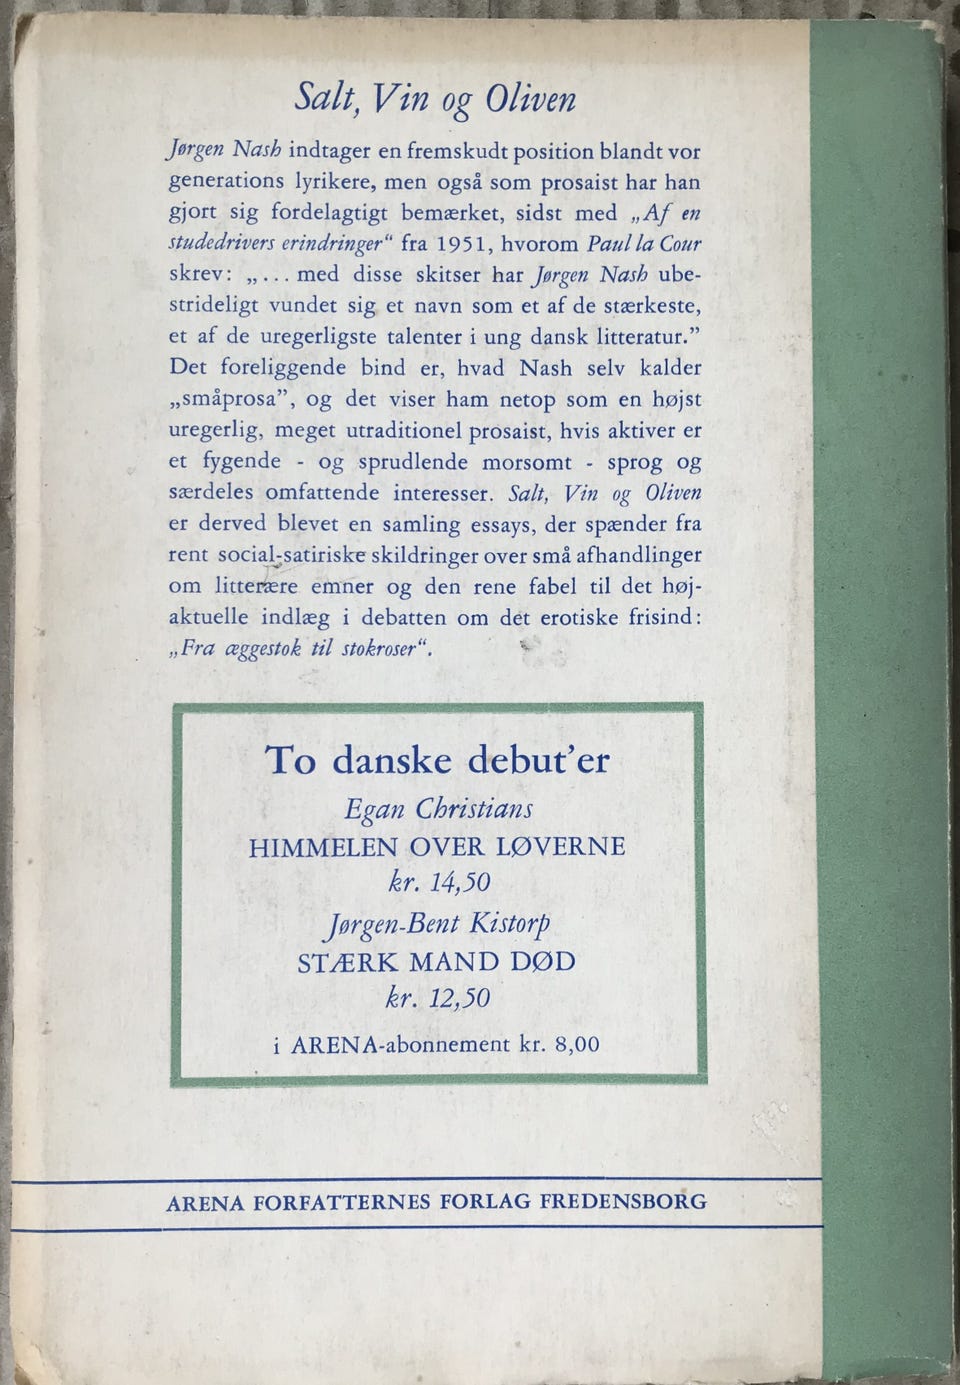 Salt, Vin og Oliven
Jørgen Nash indtager en fremskudt position blandt vor
generations lyrikere, men også som prosaist har han
gjort sig fordelagtigt bemærket, sidst med „Af en
studedrivers erindringer“ fra 1951, hvorom Paul la Cour
skrev: „... med disse skitser har Jørgen Nash ube-
strideligt vundet sig et navn som et af de stærkeste,
et af de uregerligste talenter i ung dansk litteratur.”
Det foreliggende bind er, hvad Nash selv kalder
„småprosa”, og det viser ham netop som en højst
uregerlig, meget utraditionel prosaist, hvis aktiver er
et fygende - og sprudlende morsomt - sprog og
særdeles omfattende interesser. Salt, Vin og Oliven
er derved blevet en samling essays, der spænder fra
rent social-satiriske skildringer over små afhandlinger
om litterære emner og den rene fabel til det høj-
aktuelle indlæg i debatten om det erotiske frisind:
„Fra æggestok til stokroser“.
To danske debut’er
Egan Christians
HIMMELEN OVER LØVERNE
kr. 14,50
Jørgen-Bent Kistorp
STÆRK MAND DØD
kr. 12,50
i ARENA-abonnement kr. 8,00
ARENA FORFATTERNES FORLAG FREDENSBORG